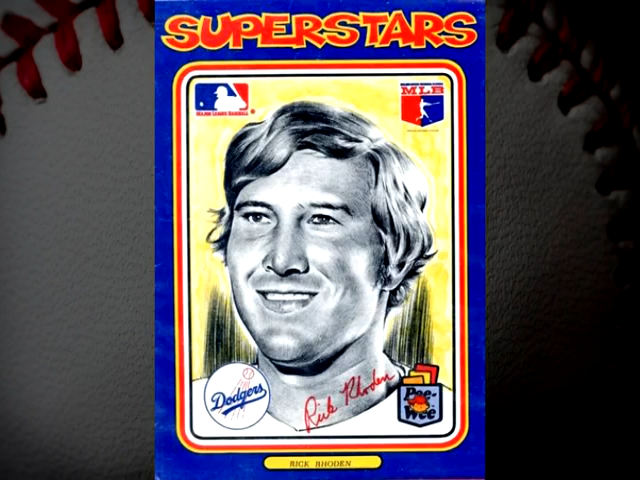 SUPERSTARS
MAJOR LEAGUE BASEBALL
MLB
Dodgers
Rick Rhoden
Pee-
Wee
RICK RHODEN